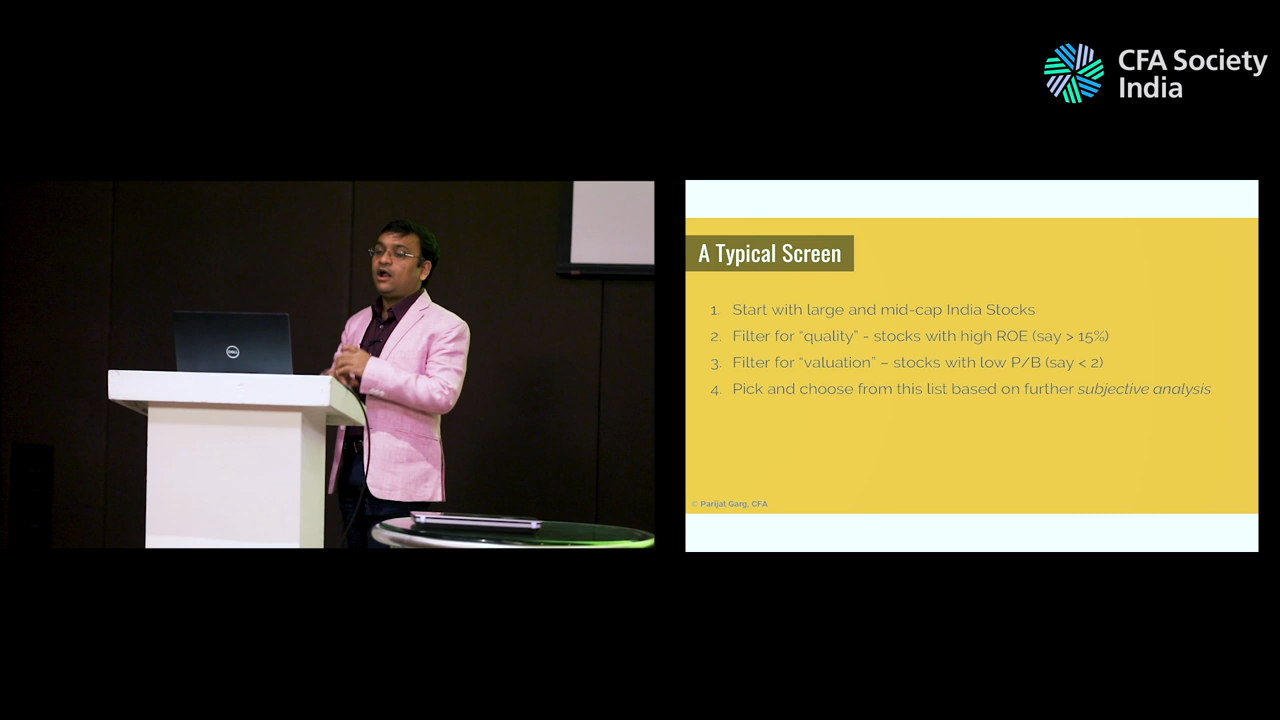 CFA Society
India
A Typical Screen
1. Start with large and mid-cap India Stocks
2. Filter for “quality” - stocks with high ROE (say > 15%)
3. Filter for “valuation” – stocks with low P/B (say < 2)
4. Pick and choose from this list based on further subjective analysis
© Parijat Garg, CFA
DELL